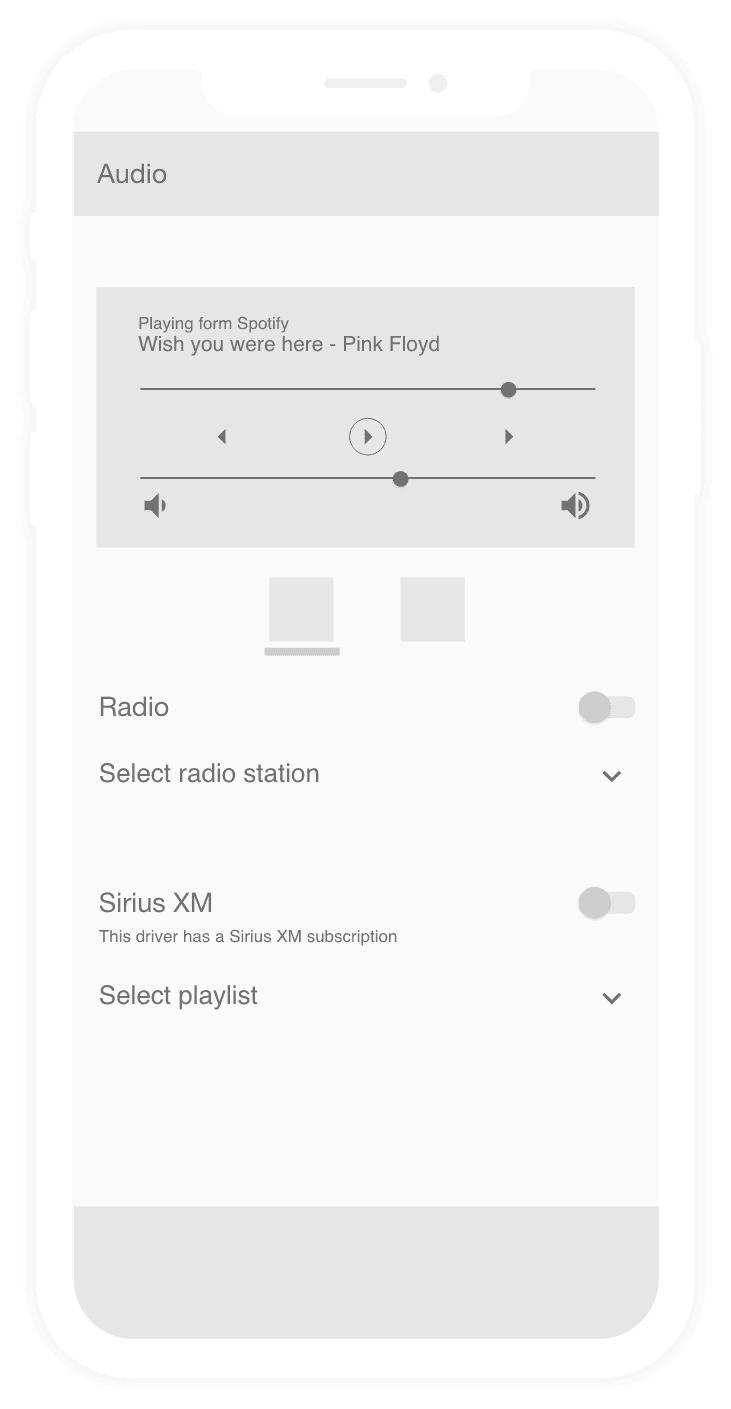 Audio
Playing form Spotify
Wish you were here - Pink Floyd
Radio
Select radio station
Sirius XM
This driver has a Sirius XM subscription
Select playlist